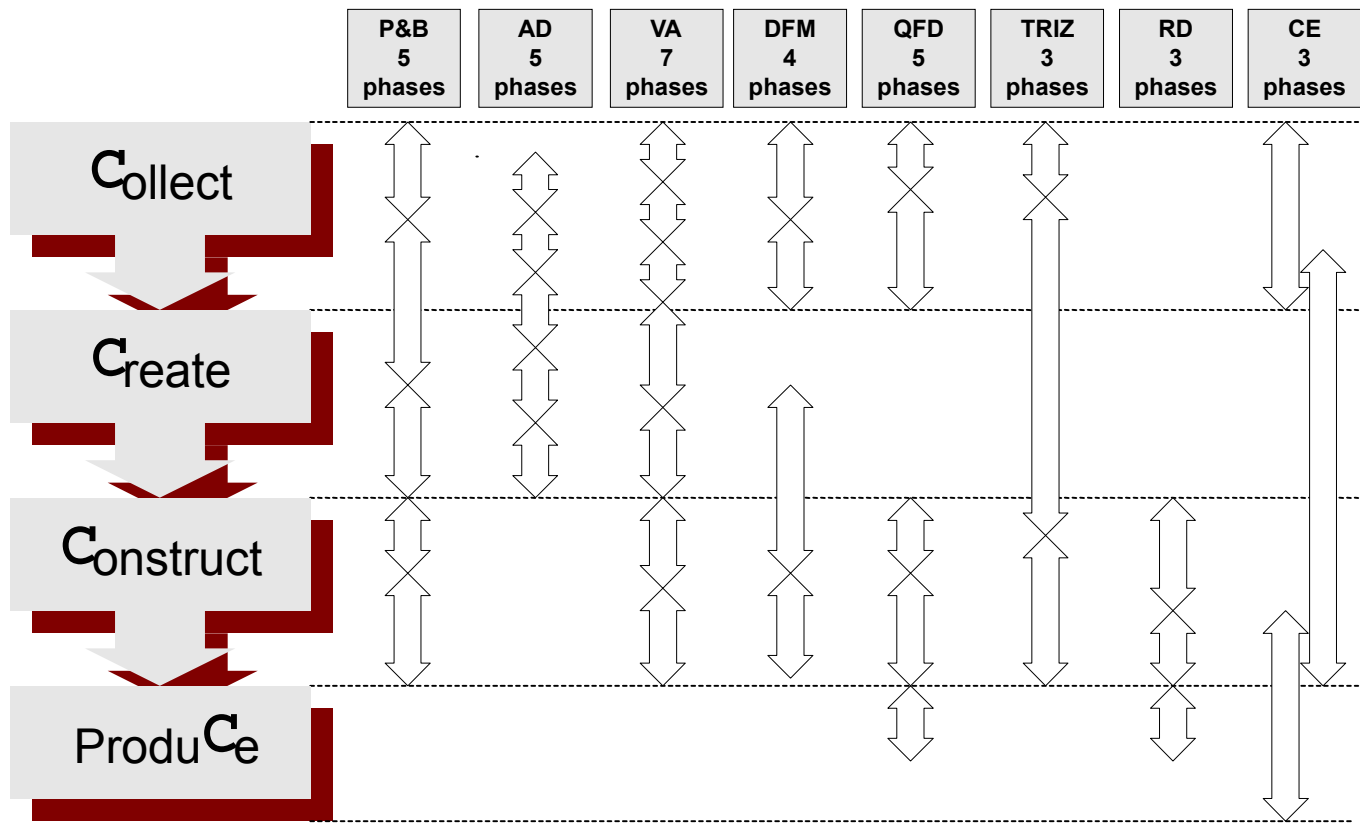 P&B
5
phases
AD
5
phases
VA
7
phases
DFM
4
phases
QFD
5
phases
TRIZ
3
phases
RD
3
phases
CE
3
phases
Collect
Create
Construct
ProduCe